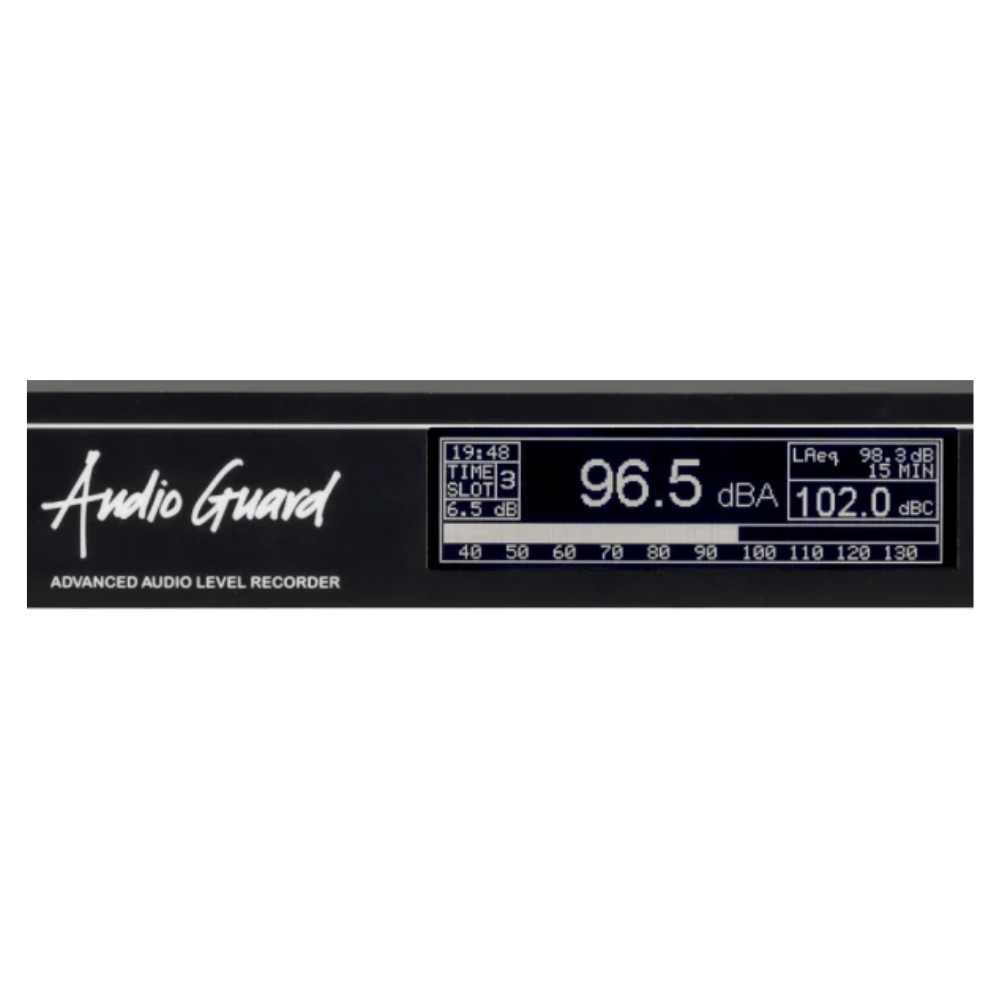 Audio Guard
ADVANCED AUDIO LEVEL RECORDER
19:48
TIME SLOT 3
6.5 dB
96.5 dBA
LAeq 98.3 dB
15 MIN
102.0 dBC
40 50 60 70 80 90 100 110 120 130